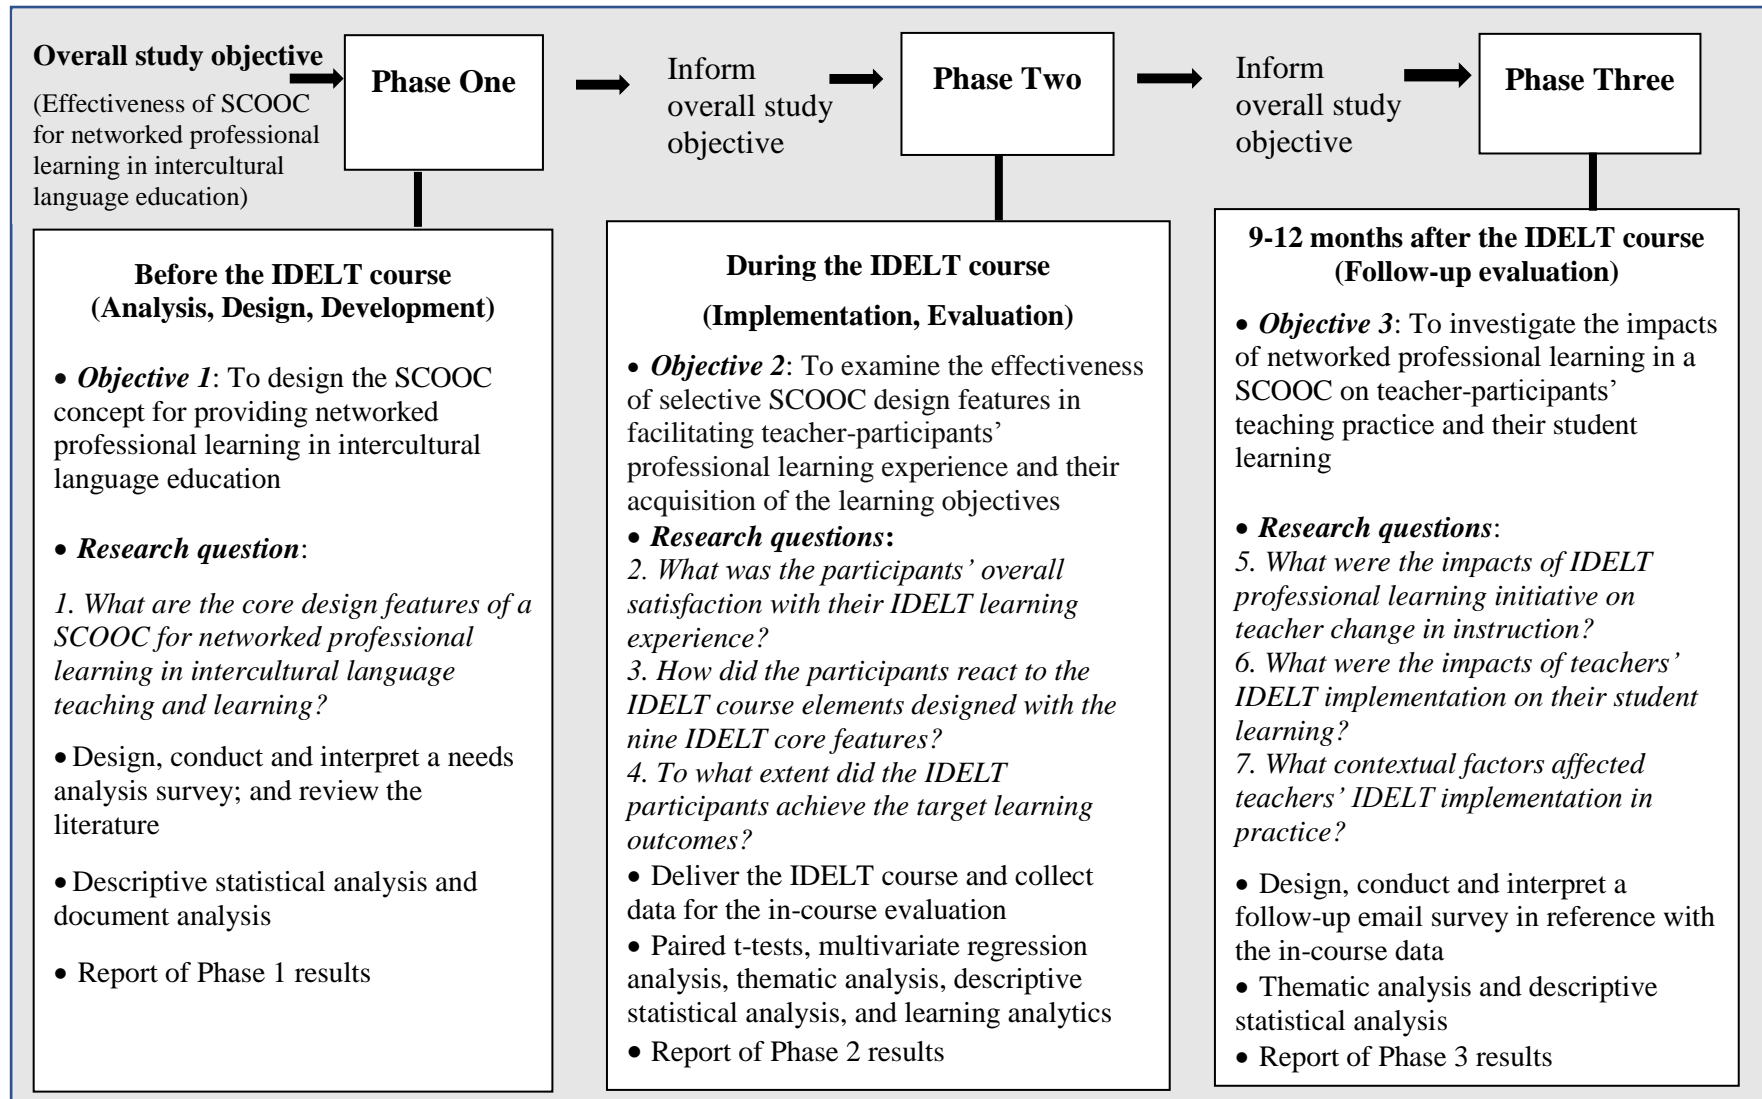 Overall study objective
(Effectiveness of SCOOC
for networked professional
learning in intercultural
language education)
Phase One
Inform
overall study
objective
Phase Two
Inform
overall study
objective
Phase Three
Before the IDELT course
(Analysis, Design, Development)
• Objective 1: To design the SCOOC
concept for providing networked
professional learning in intercultural
language education
• Research question:
1. What are the core design features of a
SCOOC for networked professional
learning in intercultural language
teaching and learning?
• Design, conduct and interpret a needs
analysis survey; and review the
literature
• Descriptive statistical analysis and
document analysis
• Report of Phase 1 results
During the IDELT course
(Implementation, Evaluation)
• Objective 2: To examine the effectiveness
of selective SCOOC design features in
facilitating teacher-participants’
professional learning experience and their
acquisition of the learning objectives
• Research questions:
2. What was the participants’ overall
satisfaction with their IDELT learning
experience?
3. How did the participants react to the
IDELT course elements designed with the
nine IDELT core features?
4. To what extent did the IDELT
participants achieve the target learning
outcomes?
• Deliver the IDELT course and collect
data for the in-course evaluation
• Paired t-tests, multivariate regression
analysis, thematic analysis, descriptive
statistical analysis, and learning analytics
• Report of Phase 2 results
9-12 months after the IDELT course
(Follow-up evaluation)
• Objective 3: To investigate the impacts
of networked professional learning in a
SCOOC on teacher-participants’
teaching practice and their student
learning
• Research questions:
5. What were the impacts of IDELT
professional learning initiative on
teacher change in instruction?
6. What were the impacts of teachers’
IDELT implementation on their student
learning?
7. What contextual factors affected
teachers’ IDELT implementation in
practice?
• Design, conduct and interpret a
follow-up email survey in reference with
the in-course data
• Thematic analysis and descriptive
statistical analysis
• Report of Phase 3 results